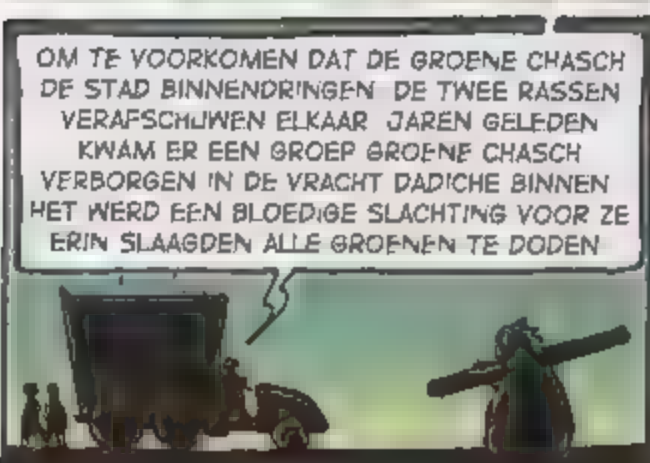 OM TE VOORKOMEN DAT DE GROENE CHASCH
DE STAD BINNENDRINGEN DE TWEE RASSEN
VERAFSCHUWEN ELKAAR JAREN GELEDEN
KWAM ER EEN GROEP GROENE CHASCH
VERBORGEN IN DE VRACHT DADICHE BINNEN
HET WERD EEN BLOEDIGE SLACHTING VOOR ZE
ERIN SLAAGDEN ALLE GROENEN TE DODEN